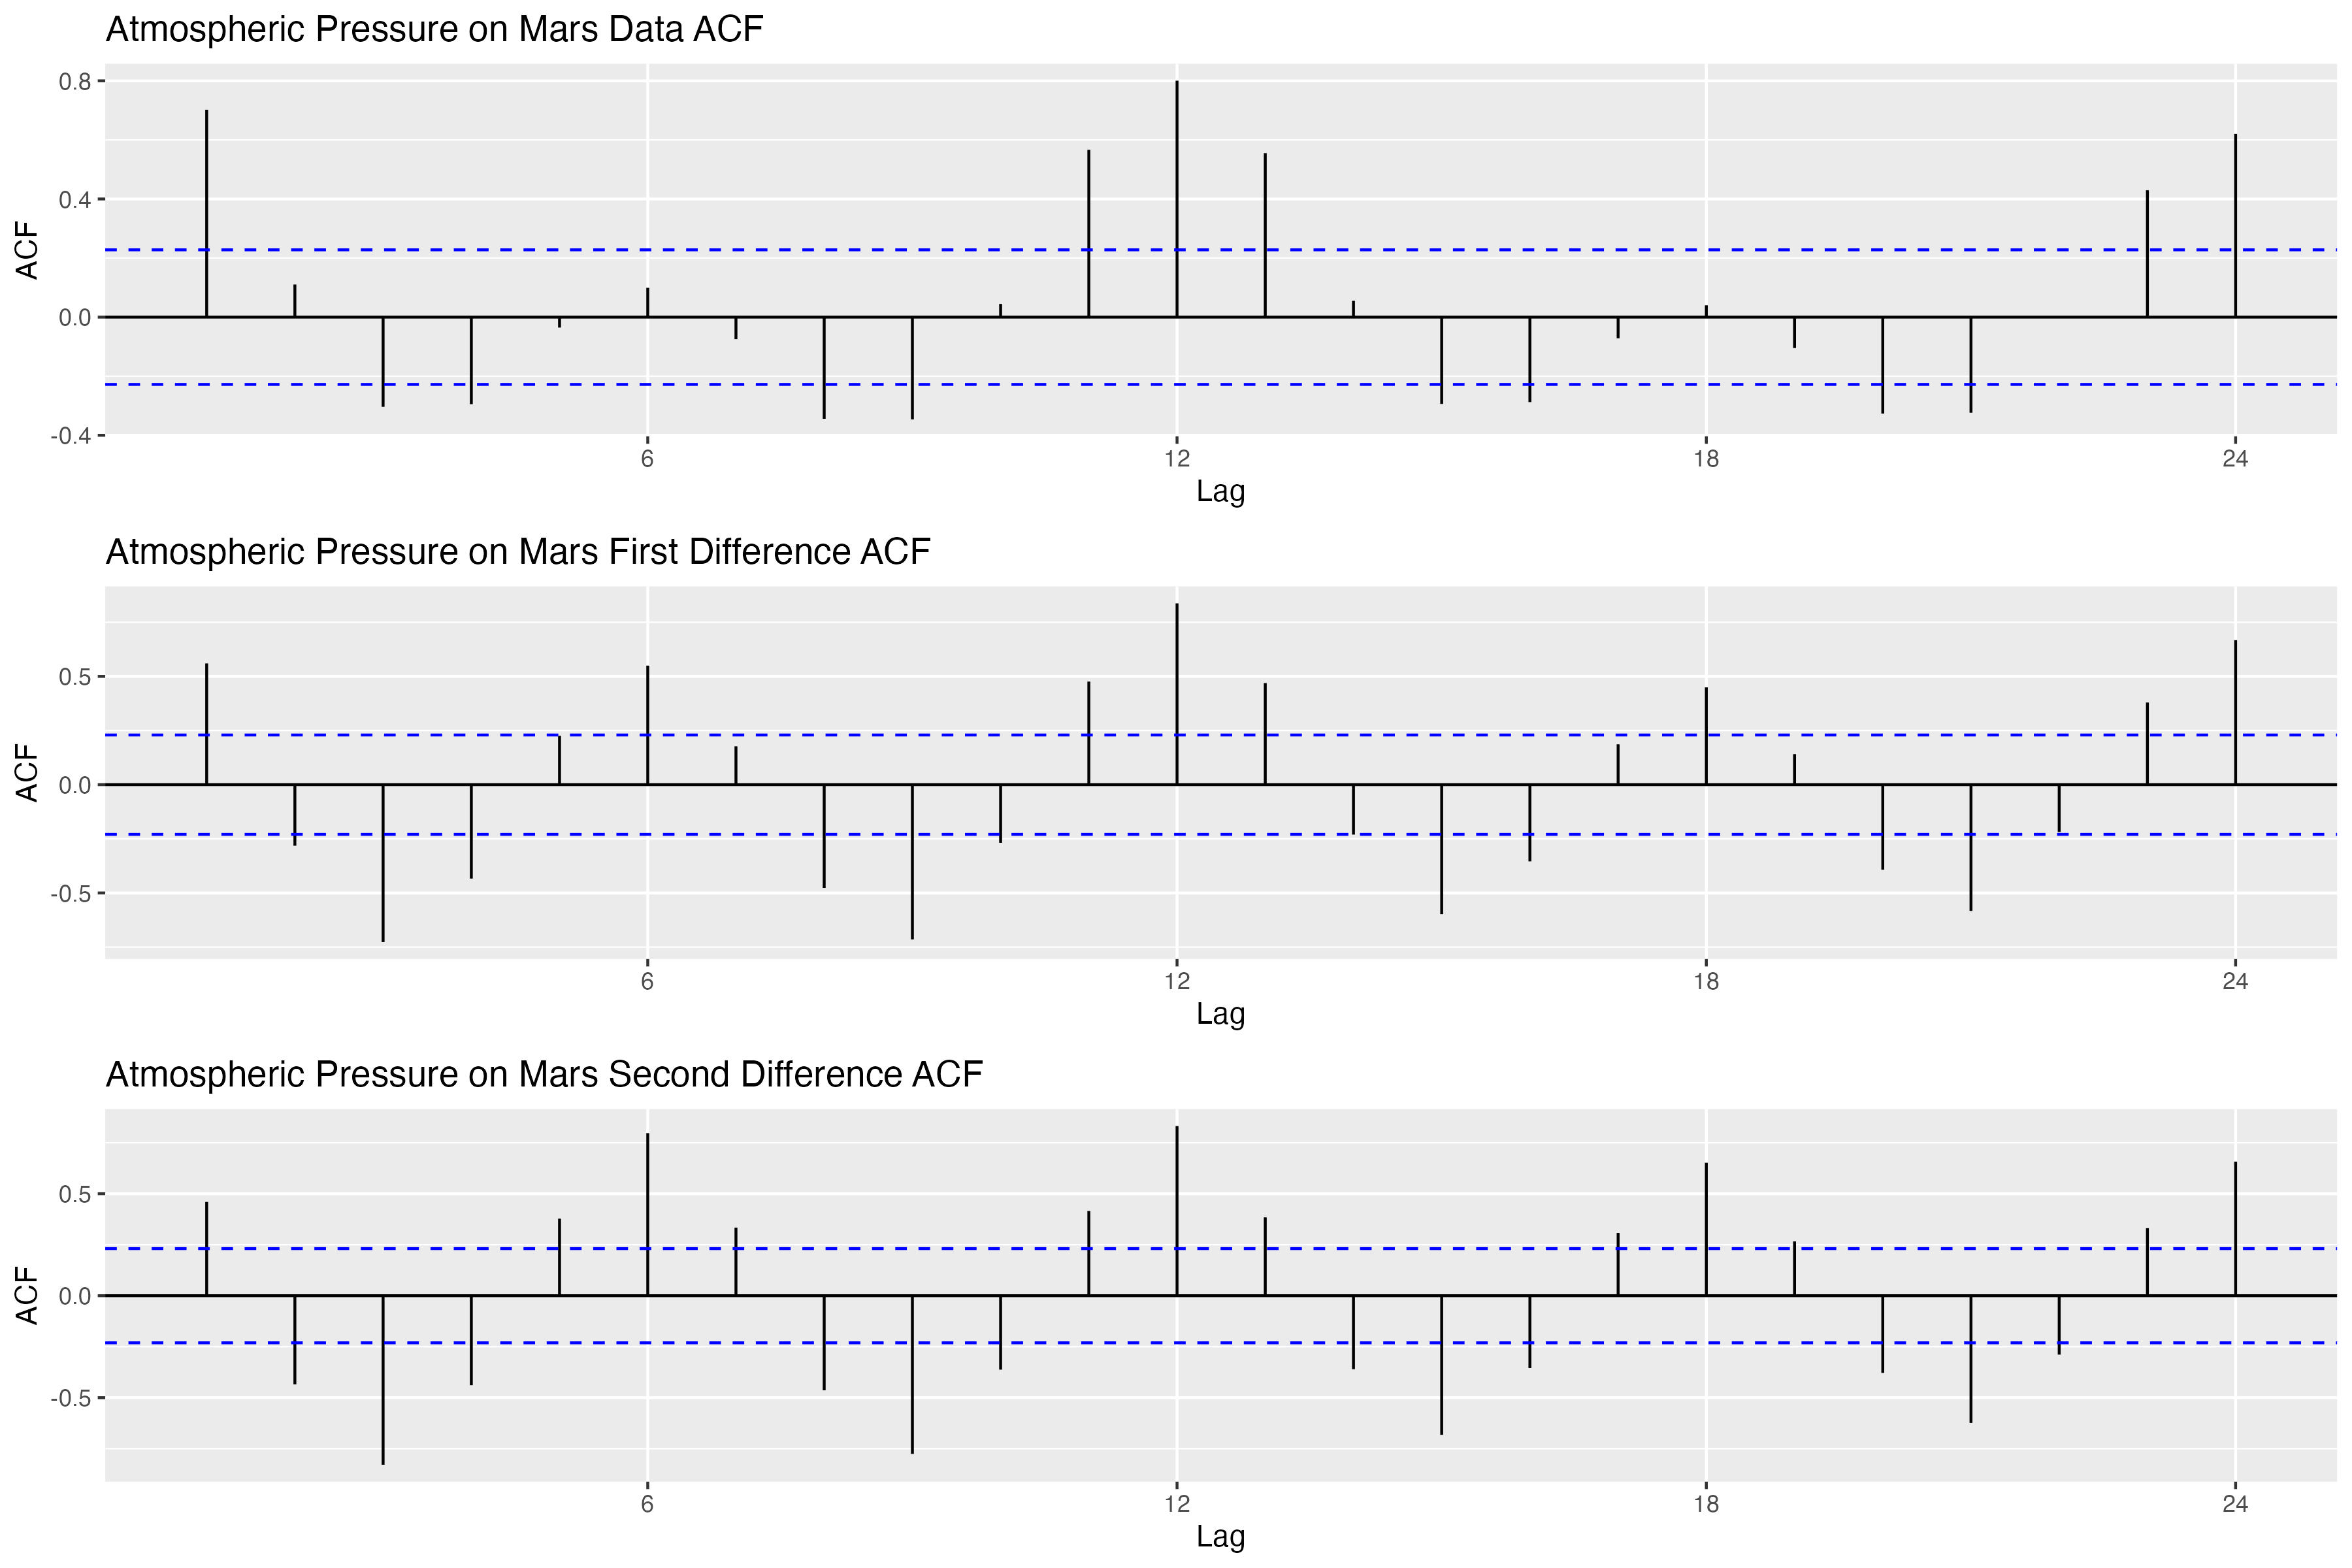 Atmospheric Pressure on Mars Data ACF
0.8
0.4
0.0
-0.4
ACF
6 12 18 24
Lag
Atmospheric Pressure on Mars First Difference ACF
0.5
0.0
-0.5
ACF
6 12 18 24
Lag
Atmospheric Pressure on Mars Second Difference ACF
0.5
0.0
-0.5
ACF
6 12 18 24
Lag